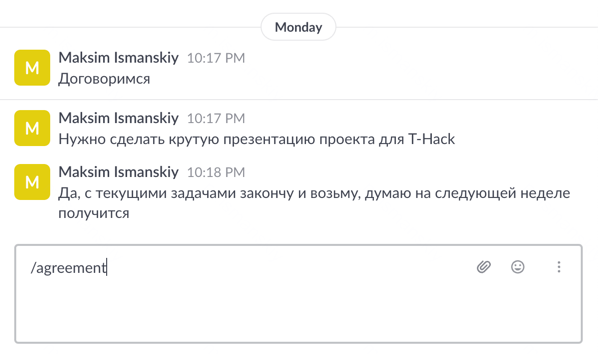 Monday
M
Maksim Ismanskiy 10:17 PM
Договоримся
M
Maksim Ismanskiy 10:17 PM
Нужно сделать крутую презентацию проекта для T-Hack
M
Maksim Ismanskiy 10:18 PM
Да, с текущими задачами закончу и возьму, думаю на следующей неделе
получится
/agreement